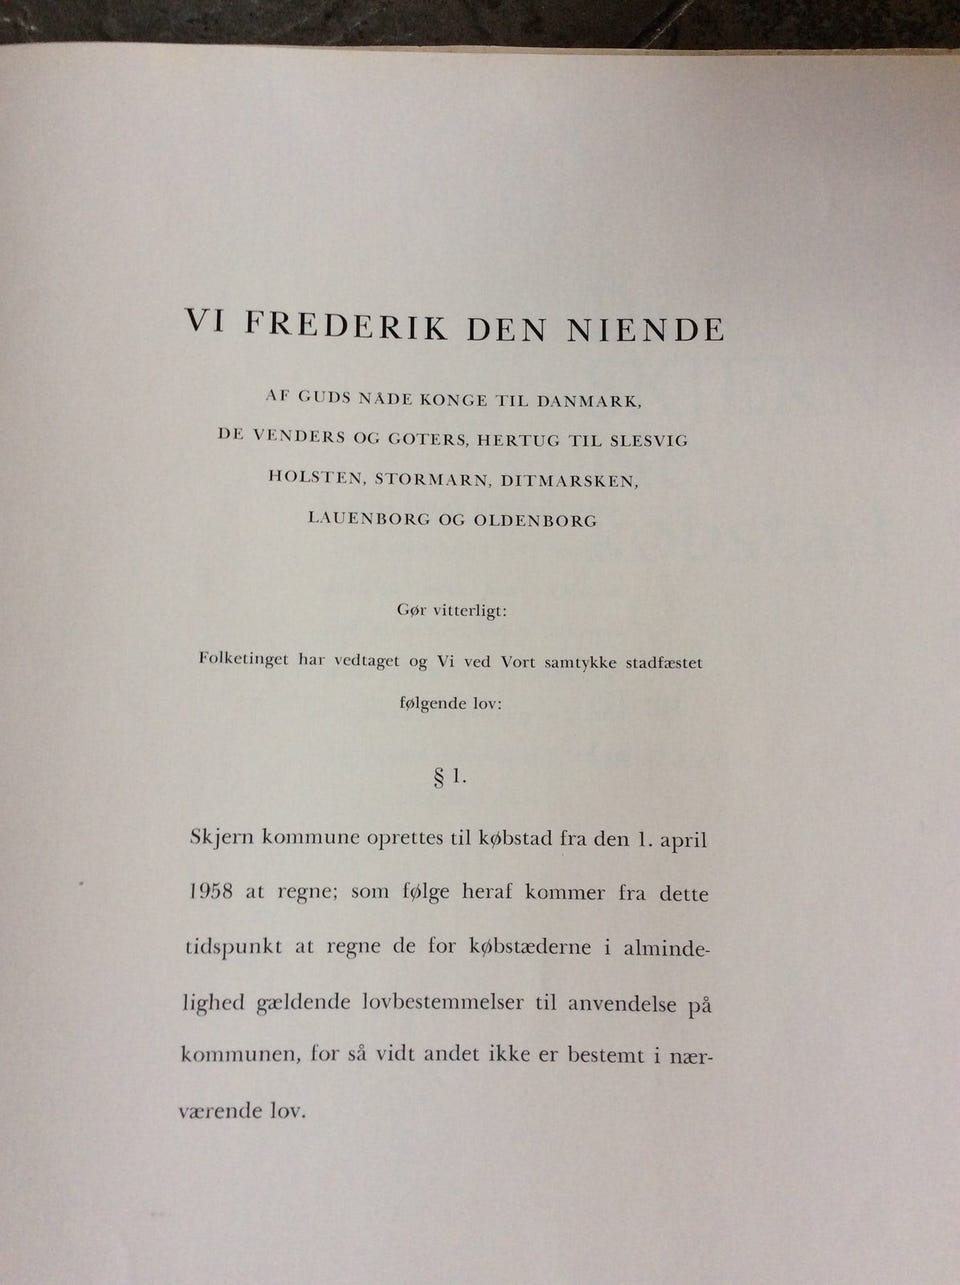 VI FREDERIK DEN NIENDE
AF GUDS NÅDE KONGE TIL DANMARK,
DE VENDERS OG GOTERS, HERTUG TIL SLESVIG
HOLSTEN, STORMARN, DITMARSKEN,
LAUENBORG OG OLDENBORG
Gør vitterligt:
Folketinget har vedtaget og Vi ved Vort samtykke stadfæstet
følgende lov:
§ 1.
Skjern kommune oprettes til købstad fra den 1. april
1958 at regne; som følge heraf kommer fra dette
tidspunkt at regne de for købstæderne i alminde-
lighed gældende lovbestemmelser til anvendelse på
kommunen, for så vidt andet ikke er bestemt i nær-
værende lov.